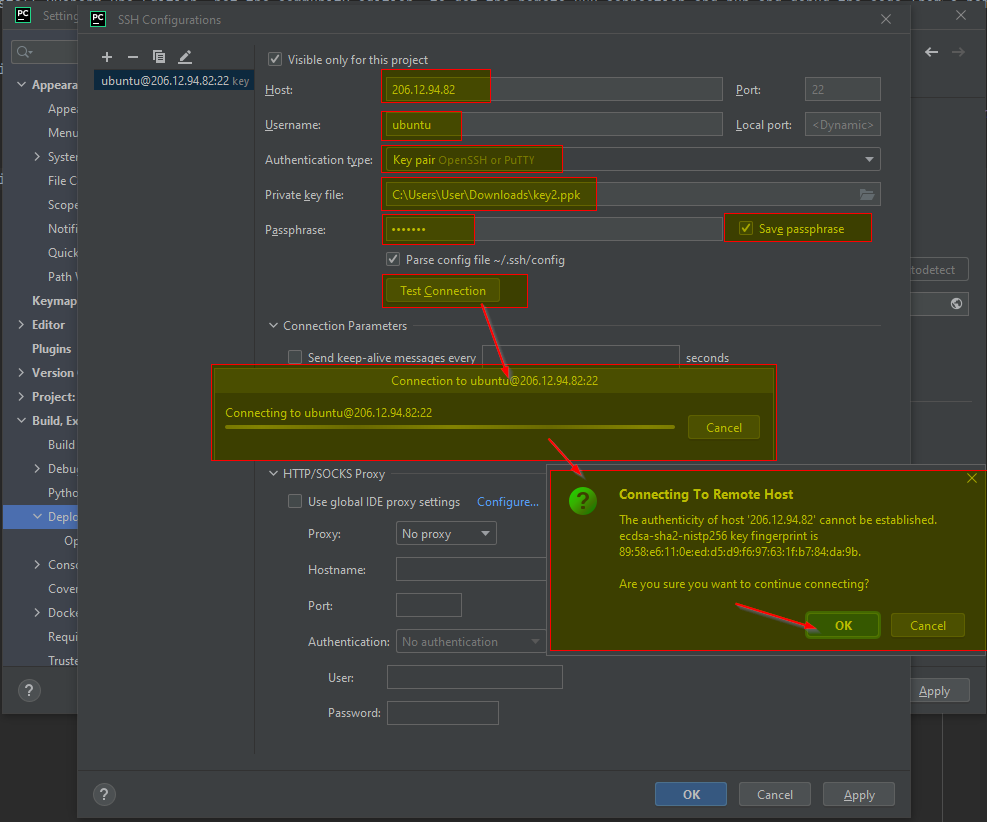 PC
Setting
PC
SSH Configurations
Appeara
Appea
Menu
System
File C
Scope
Notifi
Quick
Path V
Keymap
Editor
Plugins
Version
Project:
Build, Ex
Build
Debu
Pytho
Deplo
Op
Conso
Cover
Docke
Requi
Truste
?
ubuntu@206.12.94.82:22 key
Visible only for this project
Host: 206.12.94.82 Port: 22
Username: ubuntu Local port: <Dynamic>
Authentication type: Key pair OpenSSH or PuTTY
Private key file: C:\Users\User\Downloads\key2.ppk
Passphrase: ••••••• Save passphrase
Parse config file ~/.ssh/config
Test Connection
Connection Parameters
Send keep-alive messages every seconds
Connection to ubuntu@206.12.94.82:22
Connecting to ubuntu@206.12.94.82:22
Cancel
HTTP/SOCKS Proxy
Use global IDE proxy settings Configure...
Proxy: No proxy
Hostname:
Port:
Authentication: No authentication
User:
Password:
?
Connecting To Remote Host
The authenticity of host '206.12.94.82' cannot be established.
ecdsa-sha2-nistp256 key fingerprint is
89:58:e6:11:0e:ed:d5:d9:f6:97:63:1f:b7:84:da:9b.
Are you sure you want to continue connecting?
OK Cancel
todetect
Apply
?
OK Cancel Apply